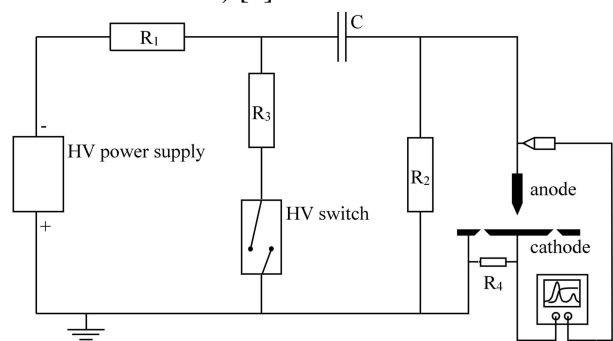 R1
C
-
R3
HV power supply
R2
anode
HV switch
+
cathode
R4